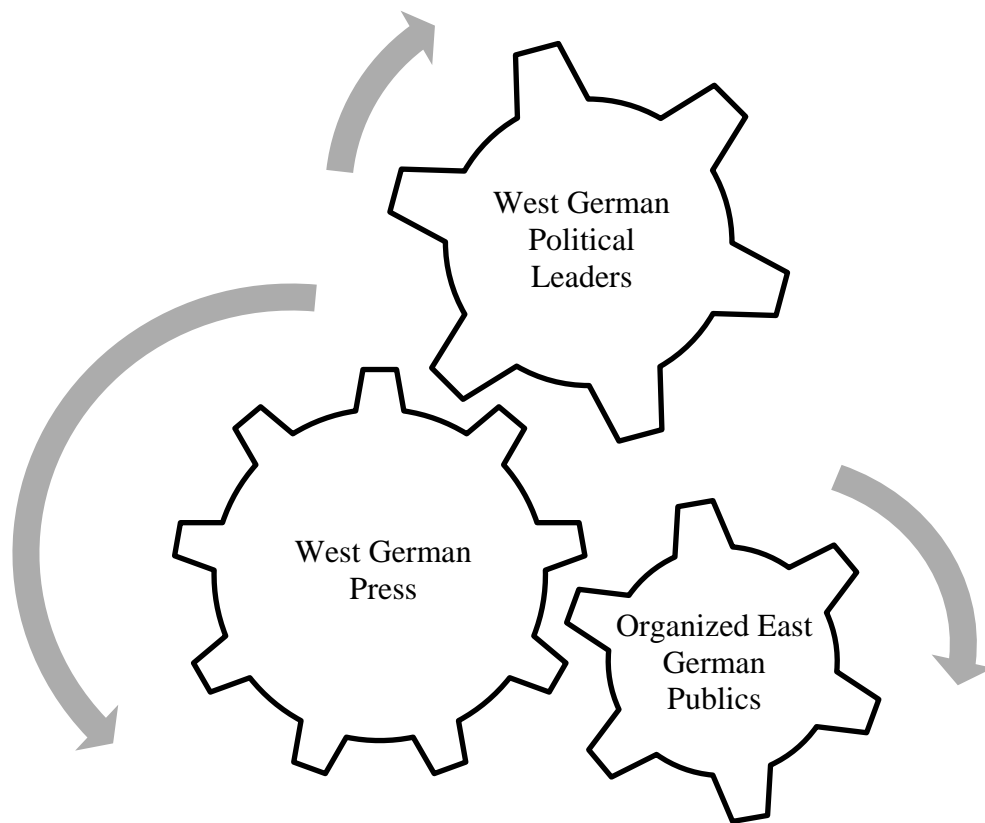 West German
Political
Leaders
West German
Press
Organized East
German
Publics